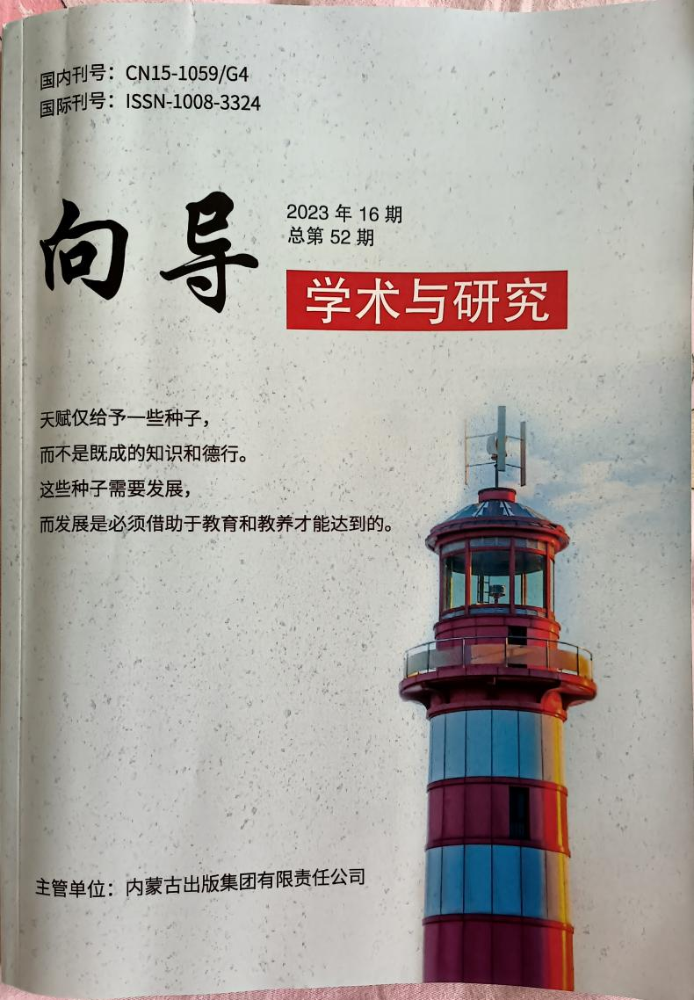 国内刊号：CN15-1059/G4
国际刊号：ISSN-1008-3324
向导
2023 年 16 期
总第 52 期
学术与研究
天赋仅给予一些种子，
而不是既成的知识和德行。
这些种子需要发展，
而发展是必须借助于教育和教养才能达到的。
主管单位：内蒙古出版集团有限责任公司